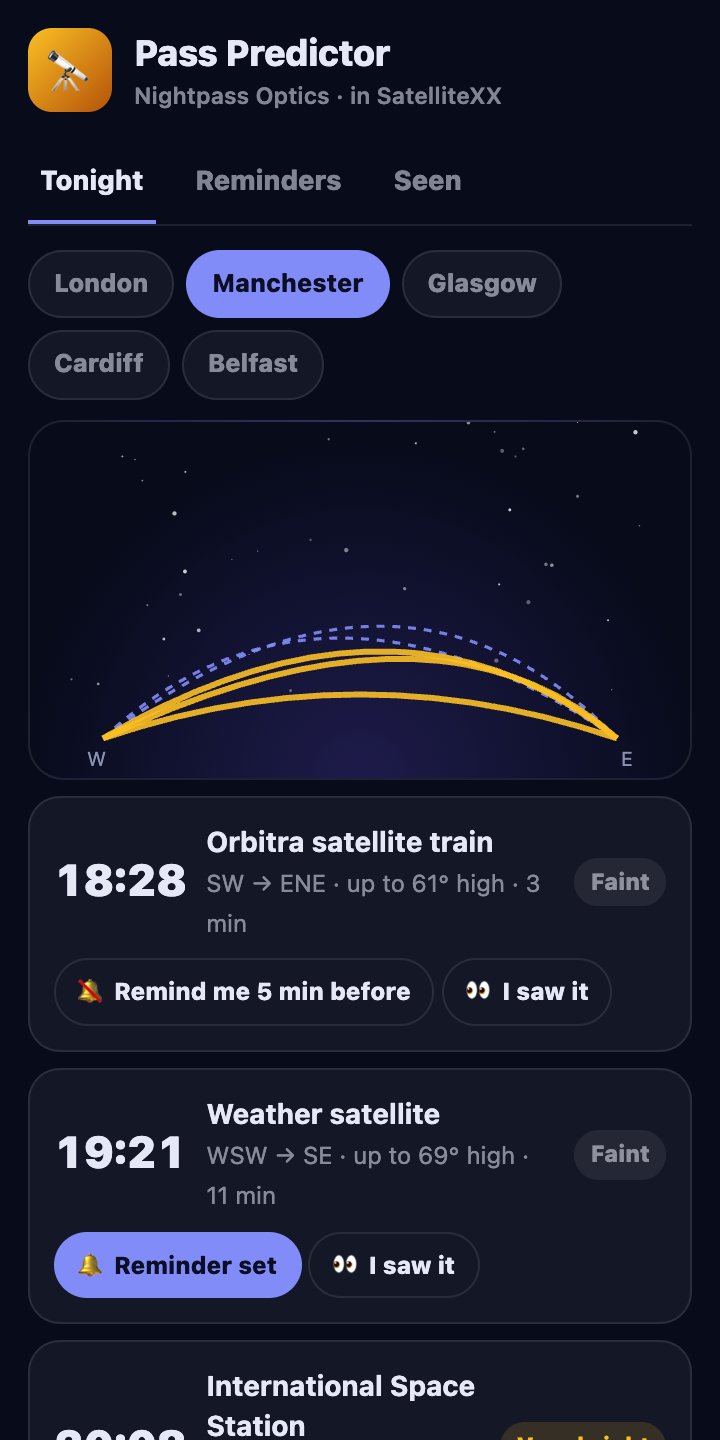 Pass Predictor
Nightpass Optics · in SatelliteXX
Tonight Reminders Seen
London Manchester Glasgow
Cardiff Belfast
W E
Orbitra satellite train
18:28 SW → ENE · up to 61° high · 3 min Faint
Remind me 5 min before I saw it
Weather satellite
19:21 WSW → SE · up to 69° high · 11 min Faint
Reminder set I saw it
International Space
Station